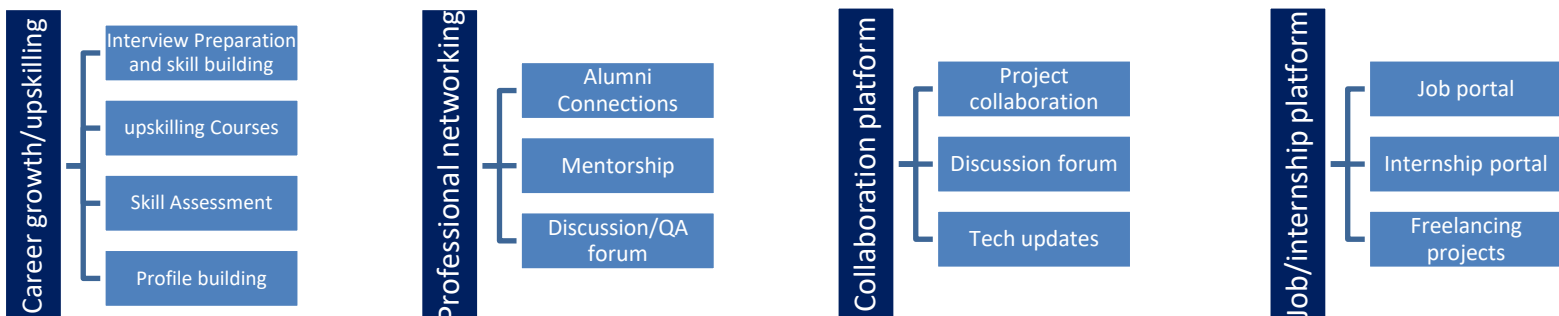 Career growth/upskilling
Interview Preparation
and skill building
upskilling Courses
Skill Assessment
Profile building
Professional networking
Alumni
Connections
Mentorship
Discussion/QA
forum
Collaboration platform
Project
collaboration
Discussion forum
Tech updates
Job/internship platform
Job portal
Internship portal
Freelancing
projects